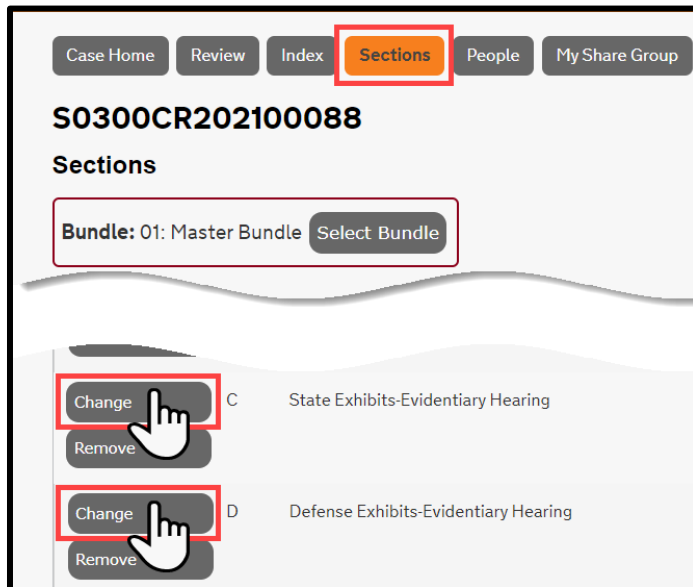 Case Home Review Index Sections People My Share Group
S0300CR202100088
Sections
Bundle: 01: Master Bundle Select Bundle
Change C State Exhibits-Evidentiary Hearing
Remove
Change D Defense Exhibits-Evidentiary Hearing
Remove